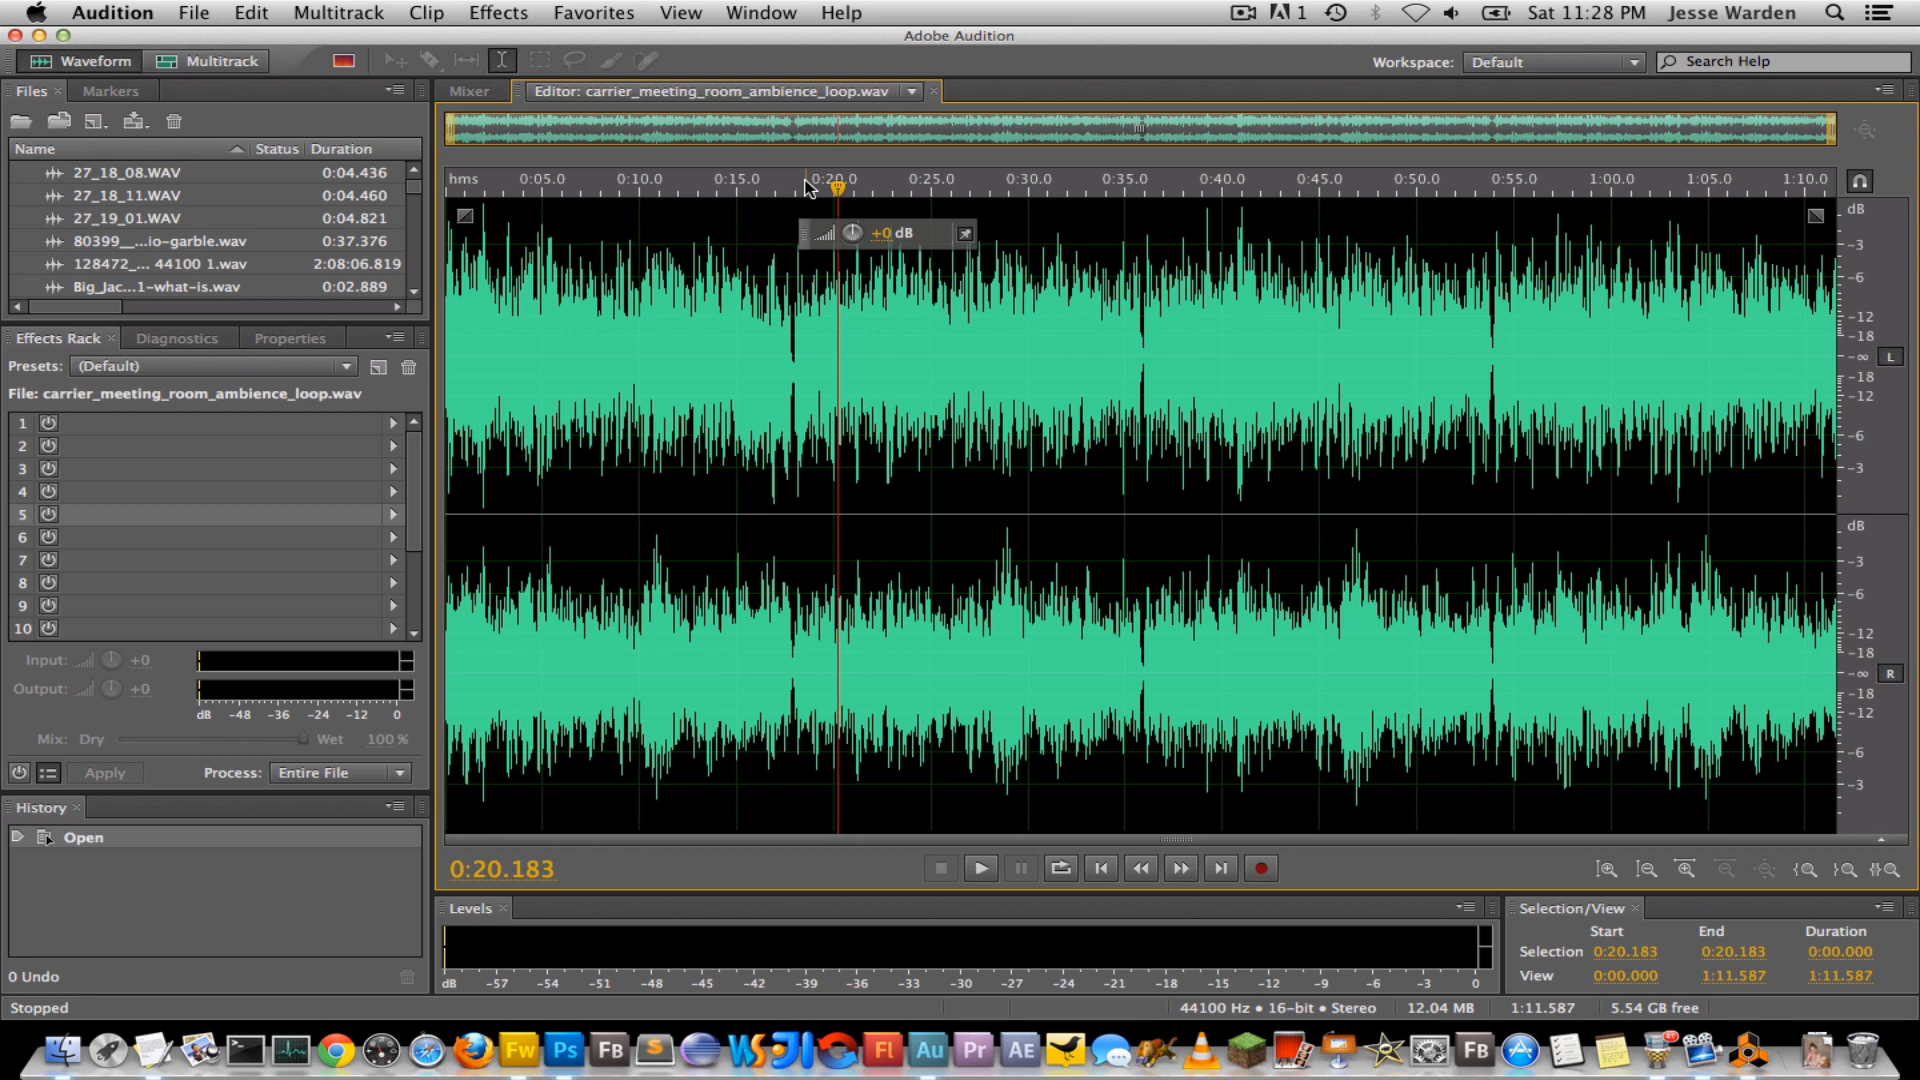 Audition File Edit Multitrack Clip Effects Favorites View Window Help 1 Sat 11:28 PM Jesse Warden
Adobe Audition
Waveform Multitrack Workspace: Default Search Help
Files Markers
Name Status Duration
27_18_08.WAV 0:04.436
27_18_11.WAV 0:04.460
27_19_01.WAV 0:04.821
80399__...io-garble.wav 0:37.376
128472_... 44100 1.wav 2:08:06.819
Big_Jac...1-what-is.wav 0:02.889
Effects Rack Diagnostics Properties
Presets: (Default)
File: carrier_meeting_room_ambience_loop.wav
1
2
3
4
5
6
7
8
9
10
Input: +0
Output: +0
dB -48 -36 -24 -12 0
Mix: Dry Wet 100 %
Apply Process: Entire File
History
Open
0 Undo
Stopped
Mixer Editor: carrier_meeting_room_ambience_loop.wav
hms 0:05.0 0:10.0 0:15.0 0:20.0 0:25.0 0:30.0 0:35.0 0:40.0 0:45.0 0:50.0 0:55.0 1:00.0 1:05.0 1:10.0
+0 dB
dB
-3
-6
-12
-18
-∞ L
-18
-12
-6
-3
dB
-3
-6
-12
-18
-∞ R
-18
-12
-6
-3
0:20.183
Levels
dB -57 -54 -51 -48 -45 -42 -39 -36 -33 -30 -27 -24 -21 -18 -15 -12 -9 -6 -3 0
Selection/View
Start End Duration
Selection 0:20.183 0:20.183 0:00.000
View 0:00.000 1:11.587 1:11.587
44100 Hz • 16-bit • Stereo 12.04 MB 1:11.587 5.54 GB free
Fw Ps FB S WS Fl Au Pr AE FB